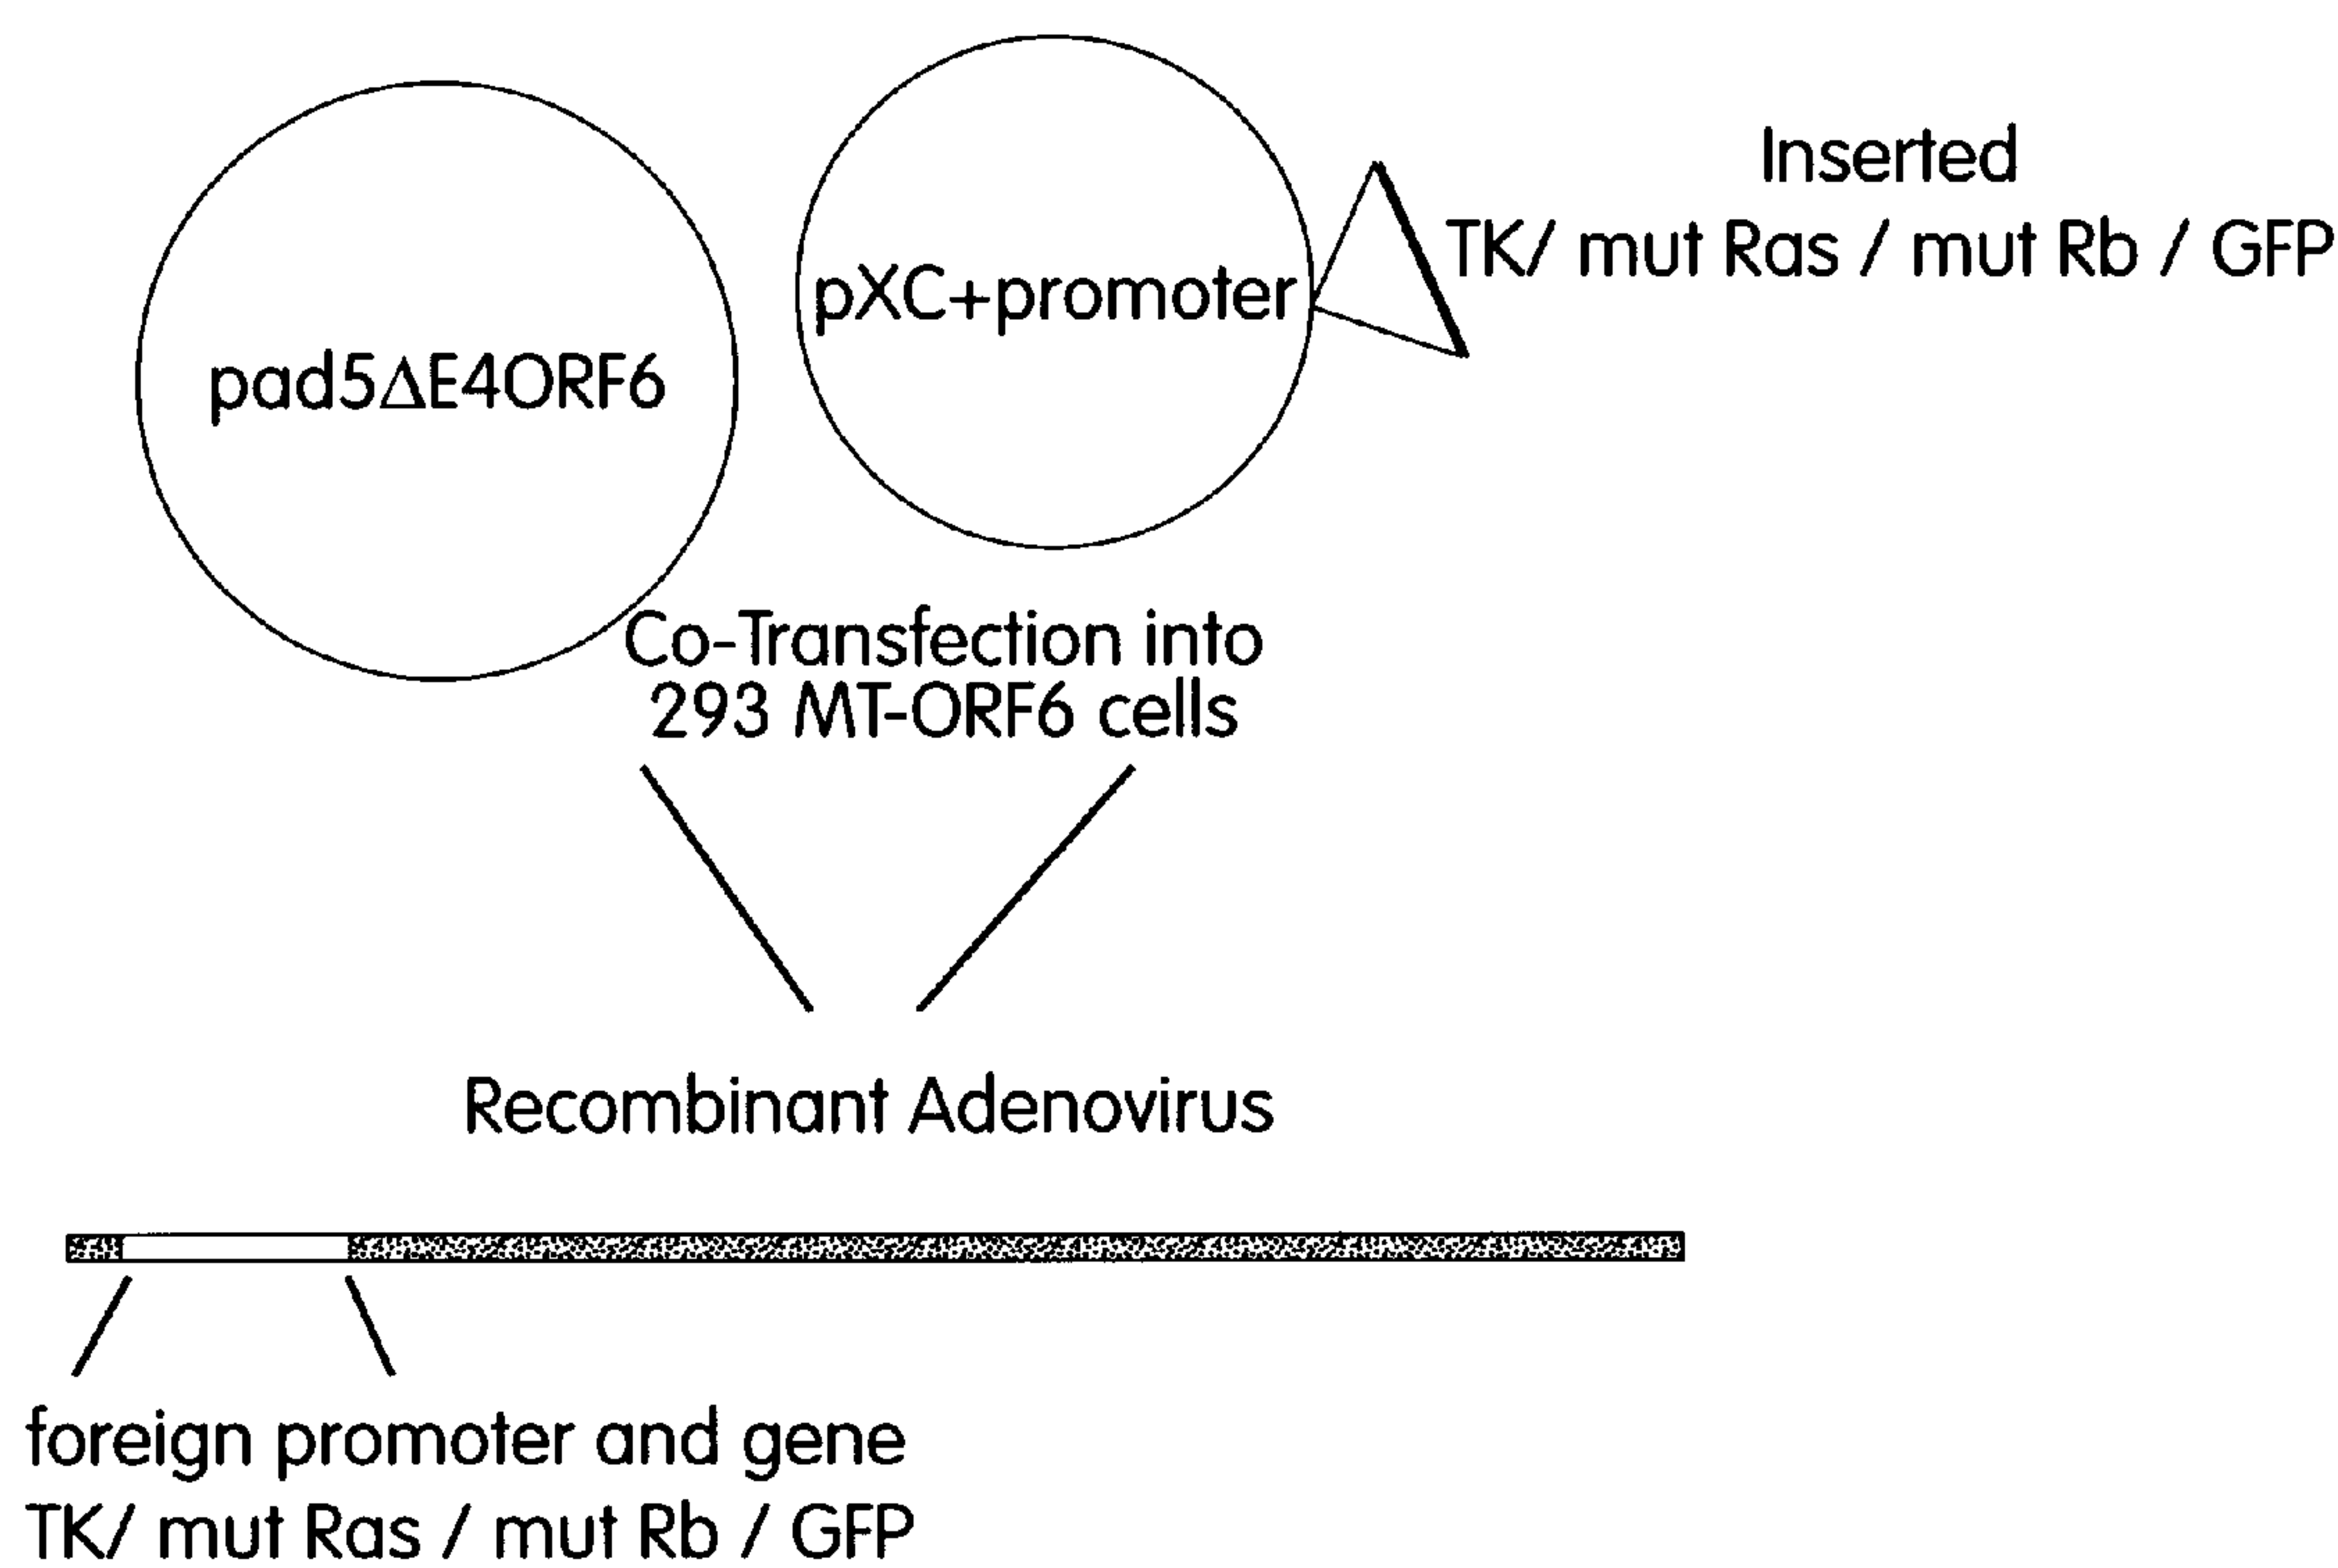 Inserted
TK/ mut Ras / mut Rb / GFP
pXC+promoter
pad5ΔE4ORF6
Co-Transfection into
293 MT-ORF6 cells
Recombinant Adenovirus
foreign promoter and gene
TK/ mut Ras / mut Rb / GFP